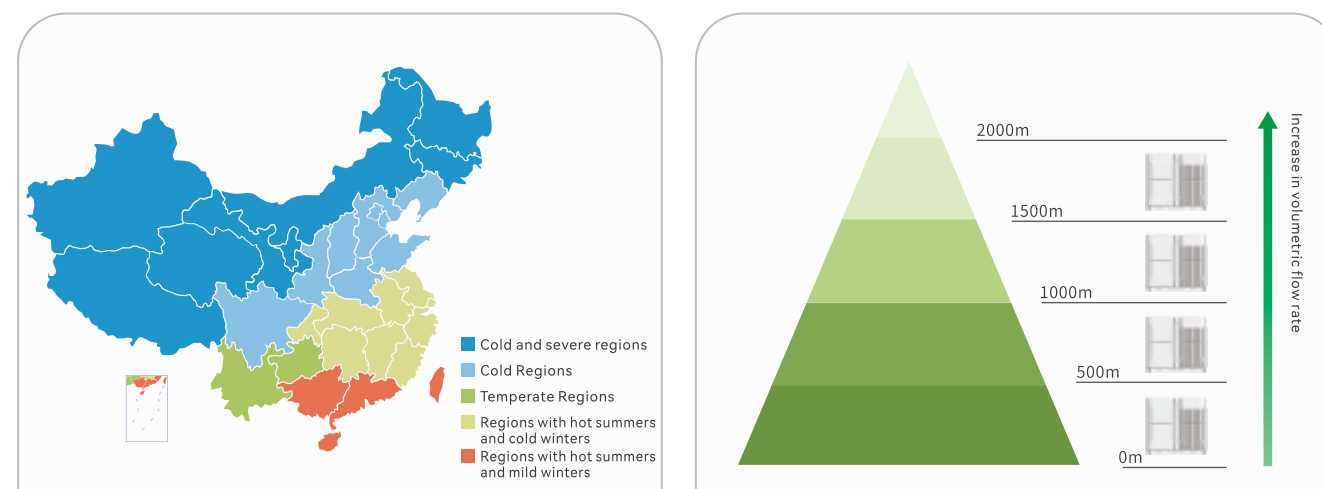 Cold and severe regions
Cold Regions
Temperate Regions
Regions with hot summers
and cold winters
Regions with hot summers
and mild winters
2000m
1500m
1000m
500m
0m
Increase in volumetric flow rate